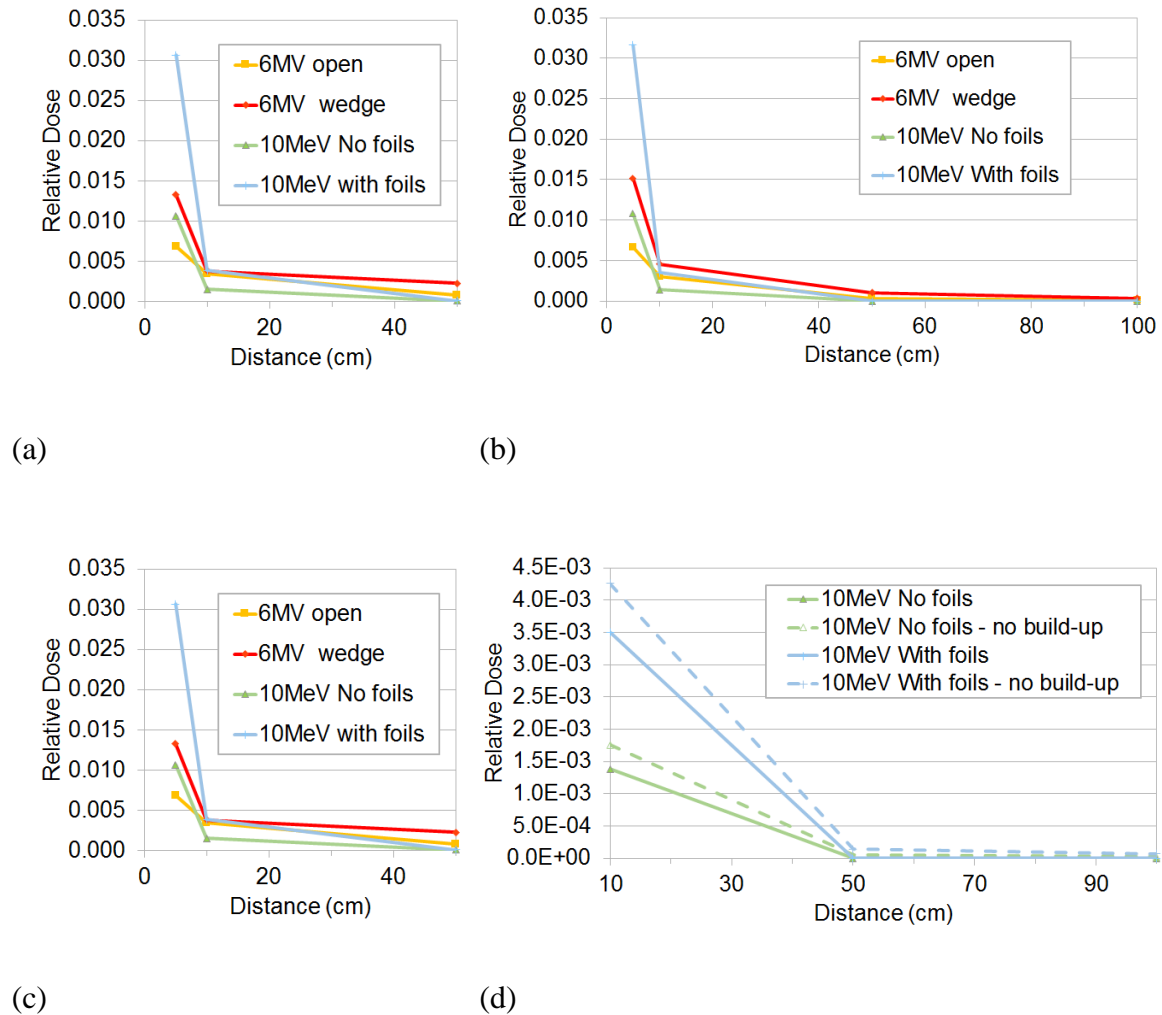 0.035
0.030
0.025
0.020
0.015
0.010
0.005
0.000
Relative Dose
6MV open
6MV wedge
10MeV No foils
10MeV with foils
0 20 40
Distance (cm)
(a)
0.035
0.030
0.025
0.020
0.015
0.010
0.005
0.000
Relative Dose
6MV open
6MV wedge
10MeV No foils
10MeV With foils
0 20 40 60 80 100
Distance (cm)
(b)
0.035
0.030
0.025
0.020
0.015
0.010
0.005
0.000
Relative Dose
6MV open
6MV wedge
10MeV No foils
10MeV with foils
0 20 40
Distance (cm)
(c)
4.5E-03
4.0E-03
3.5E-03
3.0E-03
2.5E-03
2.0E-03
1.5E-03
1.0E-03
5.0E-04
0.0E+00
Relative Dose
10MeV No foils
10MeV No foils - no build-up
10MeV With foils
10MeV With foils - no build-up
10 30 50 70 90
Distance (cm)
(d)